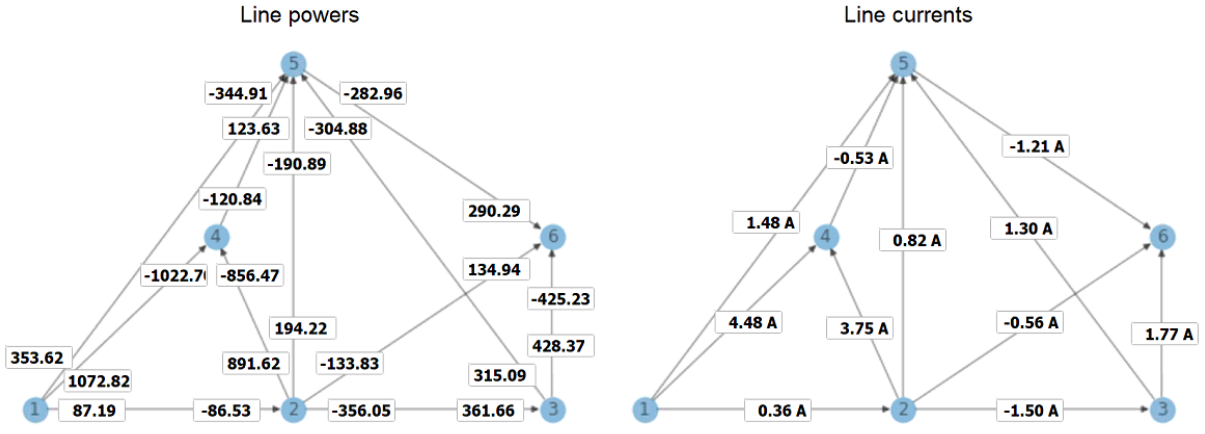 Line powers
5
-344.91
-282.96
123.63
-304.88
-190.89
-120.84
290.29
4
6
-1022.7
-856.47
134.94
-425.23
194.22
428.37
353.62
891.62
-133.83
315.09
1072.82
1
87.19
-86.53
2
-356.05
361.66
3
Line currents
5
-1.21 A
-0.53 A
1.48 A
1.30 A
4
0.82 A
6
4.48 A
3.75 A
-0.56 A
1.77 A
1
0.36 A
2
-1.50 A
3